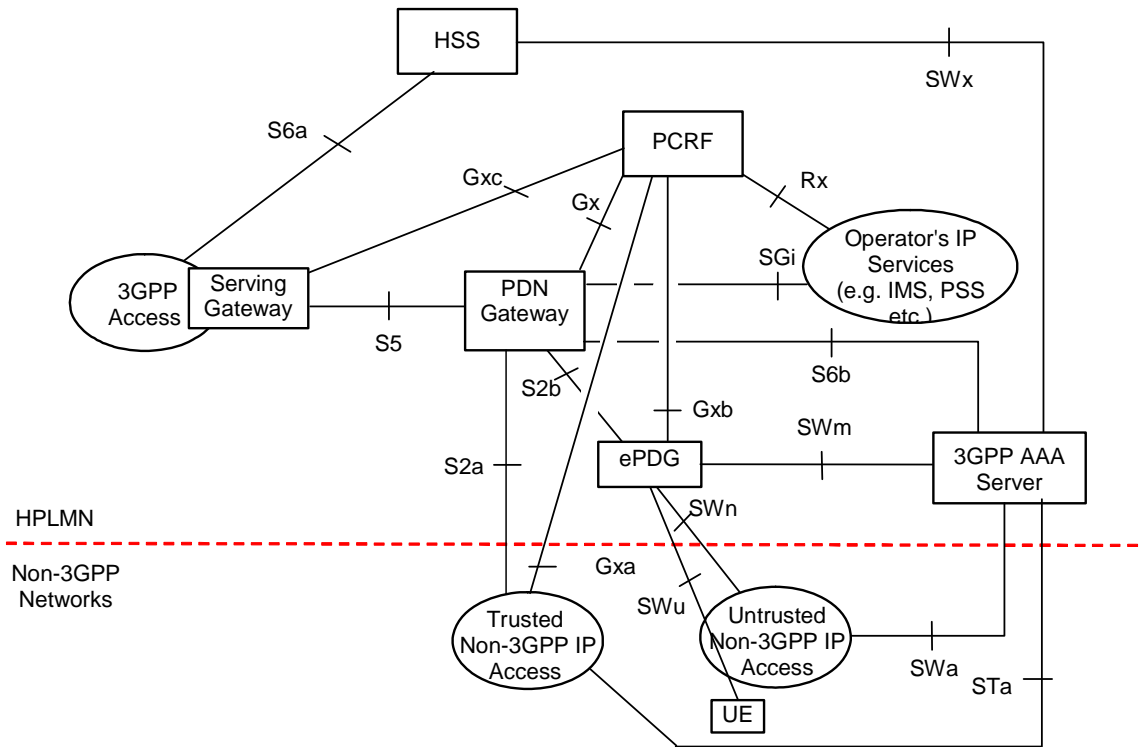 HSS
SWx
S6a
PCRF
Gxc
Gx
Rx
Operator's IP
Services
(e.g. IMS, PSS
etc.)
SGi
3GPP
Access
Serving
Gateway
PDN
Gateway
S5
S2b
S6b
Gxb
SWm
S2a
ePDG
3GPP AAA
Server
SWn
HPLMN
Non-3GPP
Networks
Gxa
SWu
Trusted
Non-3GPP IP
Access
Untrusted
Non-3GPP IP
Access
SWa
STa
UE